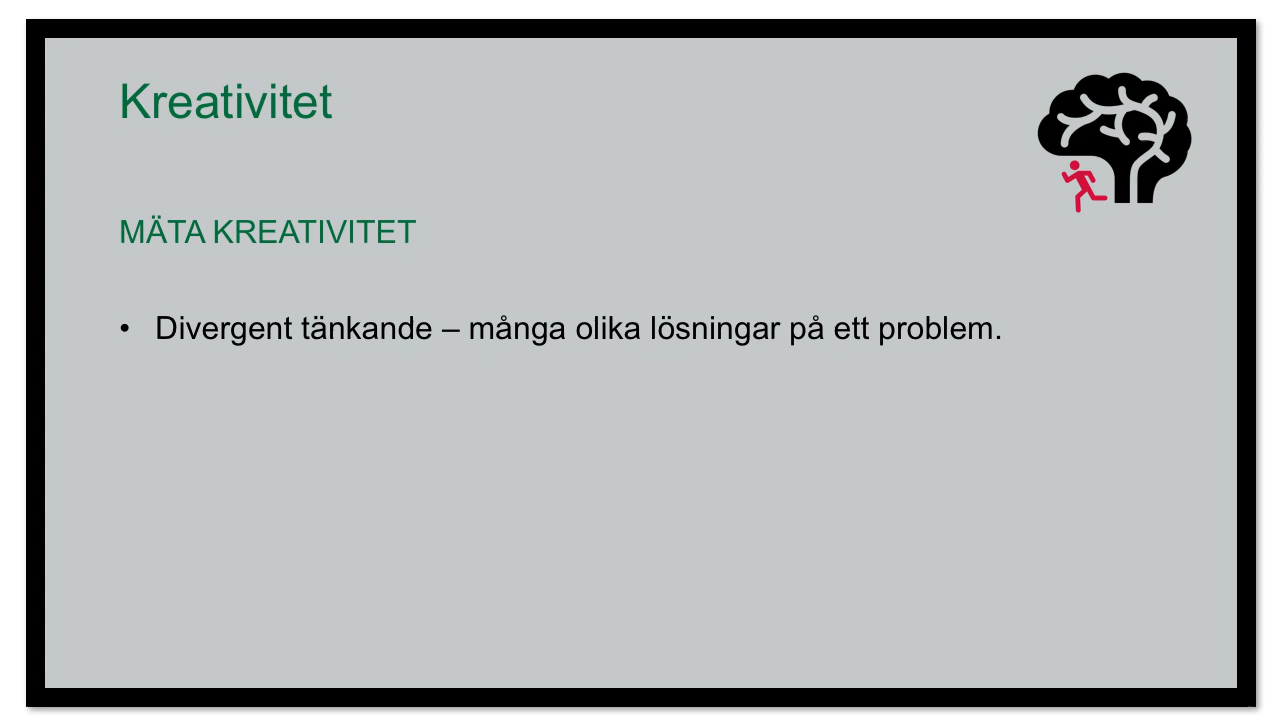 Kreativitet
MÄTA KREATIVITET
• Divergent tänkande – många olika lösningar på ett problem.